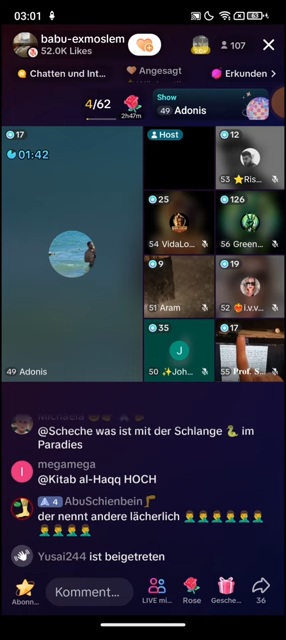 03:01
60
babu-exmoslem
52.0K Likes
107
Chatten und Int...
Angesagt
Erkunden >
4/62
2h47m
Show
49 Adonis
17
01:42
Host
12
53 ⭐Ris...
25
54 VidaLo...
126
56 Green...
9
51 Aram
19
52 ❤️‍🔥i.v.v...
49 Adonis
35
J
50 ✨Joh...
17
55 𝐏𝐫𝐨𝐟. 𝐒...
@Scheche was ist mit der Schlange 🐍 im
Paradies
I
megamega
@Kitab al-Haqq HOCH
4 AbuSchienbein
der nennt andere lächerlich 🤦‍♂️🤦‍♂️🤦‍♂️🤦‍♂️🤦‍♂️🤦‍♂️
🤦‍♂️🤦‍♂️🤦‍♂️🤦‍♂️
Yusai244 ist beigetreten
Abonn...
Komment...
LIVE mi...
Rose
Gesche...
36